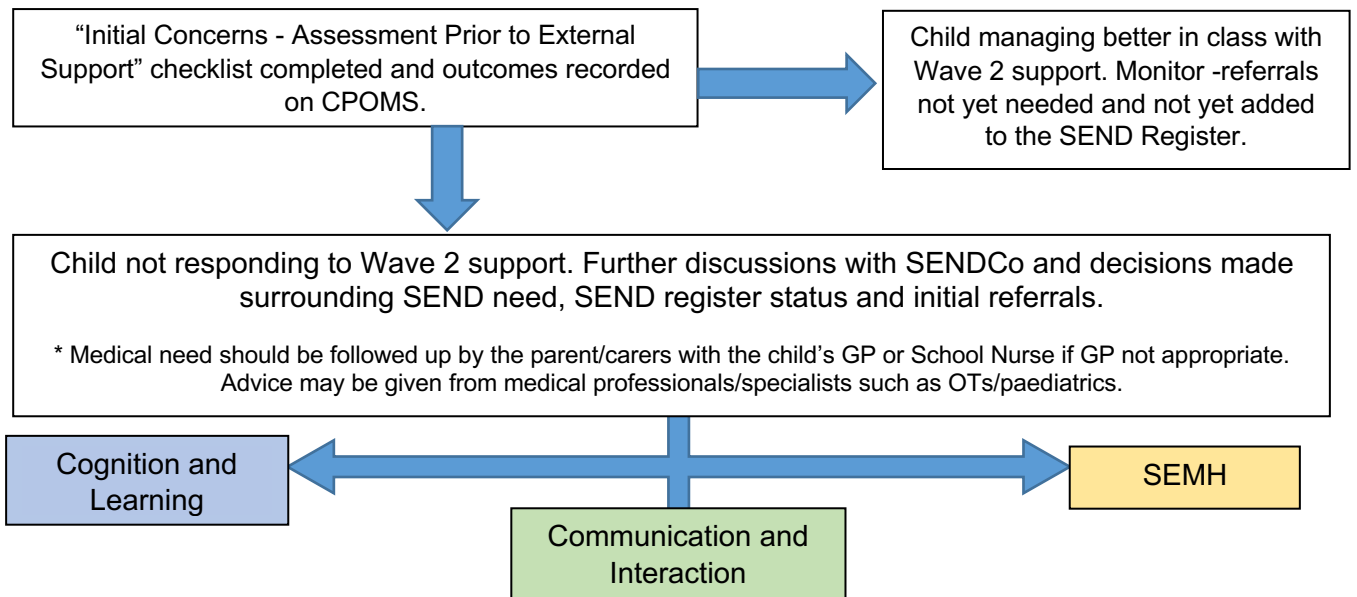 “Initial Concerns - Assessment Prior to External
Support” checklist completed and outcomes recorded
on CPOMS.
Child managing better in class with
Wave 2 support. Monitor -referrals
not yet needed and not yet added
to the SEND Register.
Child not responding to Wave 2 support. Further discussions with SENDCo and decisions made
surrounding SEND need, SEND register status and initial referrals.
* Medical need should be followed up by the parent/carers with the child’s GP or School Nurse if GP not appropriate.
Advice may be given from medical professionals/specialists such as OTs/paediatrics.
Cognition and
Learning
SEMH
Communication and
Interaction